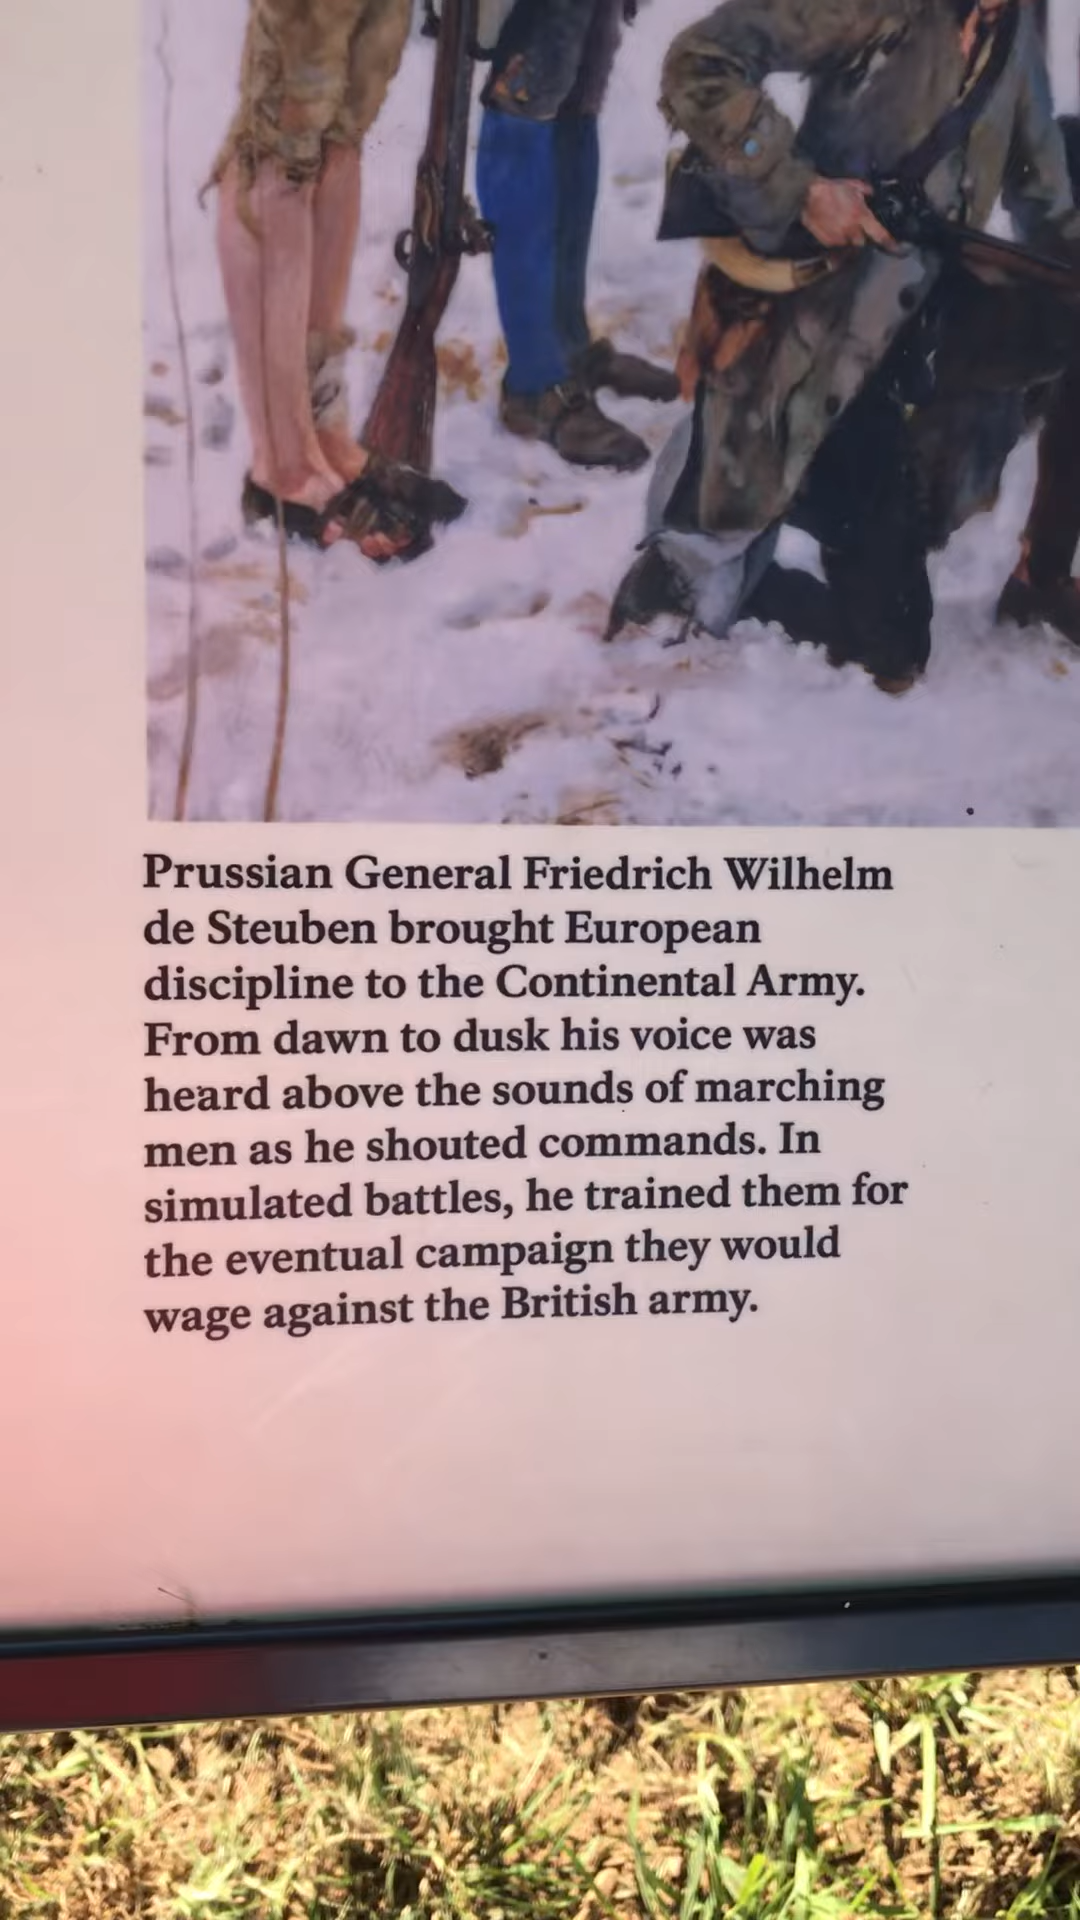 Prussian General Friedrich Wilhelm
de Steuben brought European
discipline to the Continental Army.
From dawn to dusk his voice was
heard above the sounds of marching
men as he shouted commands. In
simulated battles, he trained them for
the eventual campaign they would
wage against the British army.